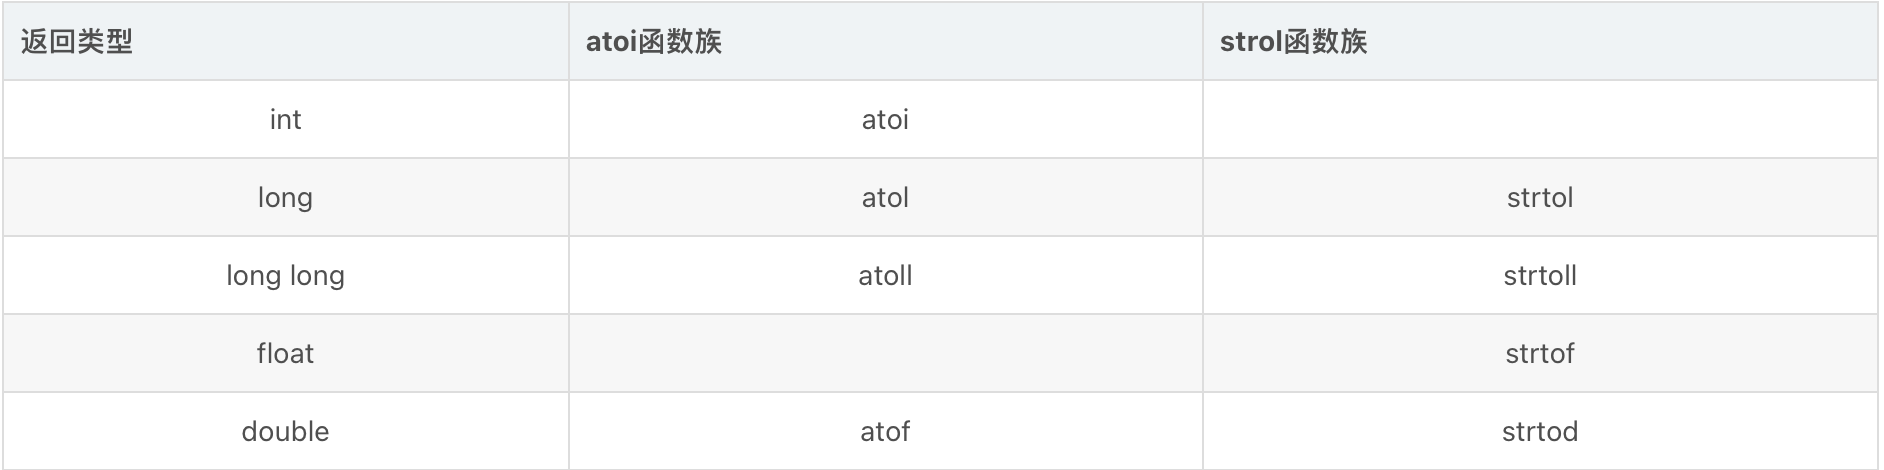 返回类型 atoi函数族 strol函数族
int atoi
long atol strtol
long long atoll strtoll
float strtof
double atof strtod